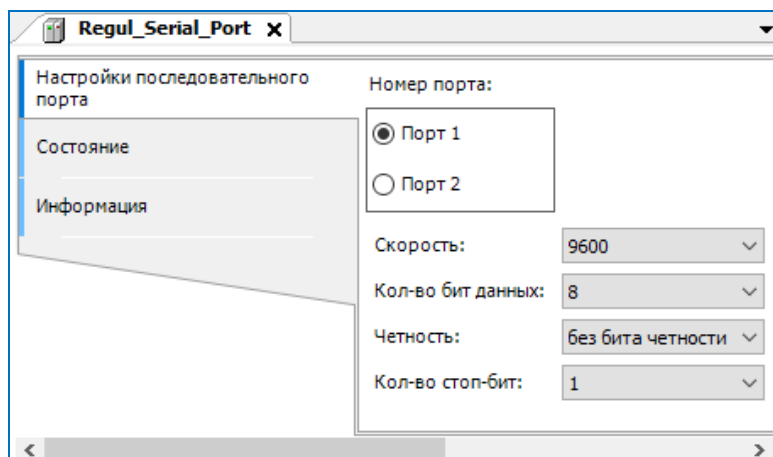 Regul_Serial_Port
Настройки последовательного
порта
Состояние
Информация
Номер порта:
Порт 1
Порт 2
Скорость: 9600
Кол-во бит данных: 8
Четность: без бита четности
Кол-во стоп-бит: 1